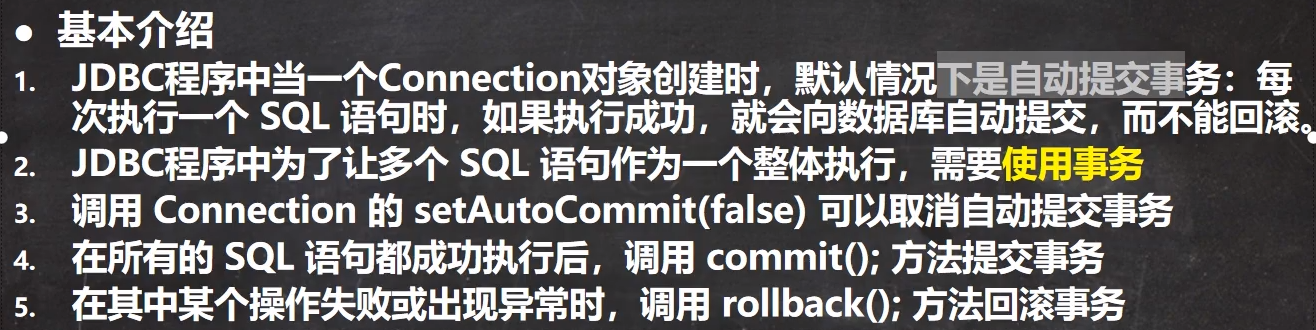 ● 基本介绍
1. JDBC程序中当一个Connection对象创建时，默认情况下是自动提交事务：每
次执行一个 SQL 语句时，如果执行成功，就会向数据库自动提交，而不能回滚。
2. JDBC程序中为了让多个 SQL 语句作为一个整体执行，需要使用事务
3. 调用 Connection 的 setAutoCommit(false) 可以取消自动提交事务
4. 在所有的 SQL 语句都成功执行后，调用 commit(); 方法提交事务
5. 在其中某个操作失败或出现异常时，调用 rollback(); 方法回滚事务